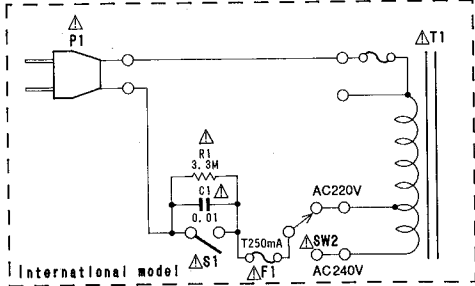 ⚠
P1
⚠T1
⚠
R1
3.3M
C1 ⚠
0.01
⚠S1
T250mA
⚠F1
AC220V
⚠SW2
AC240V
International model